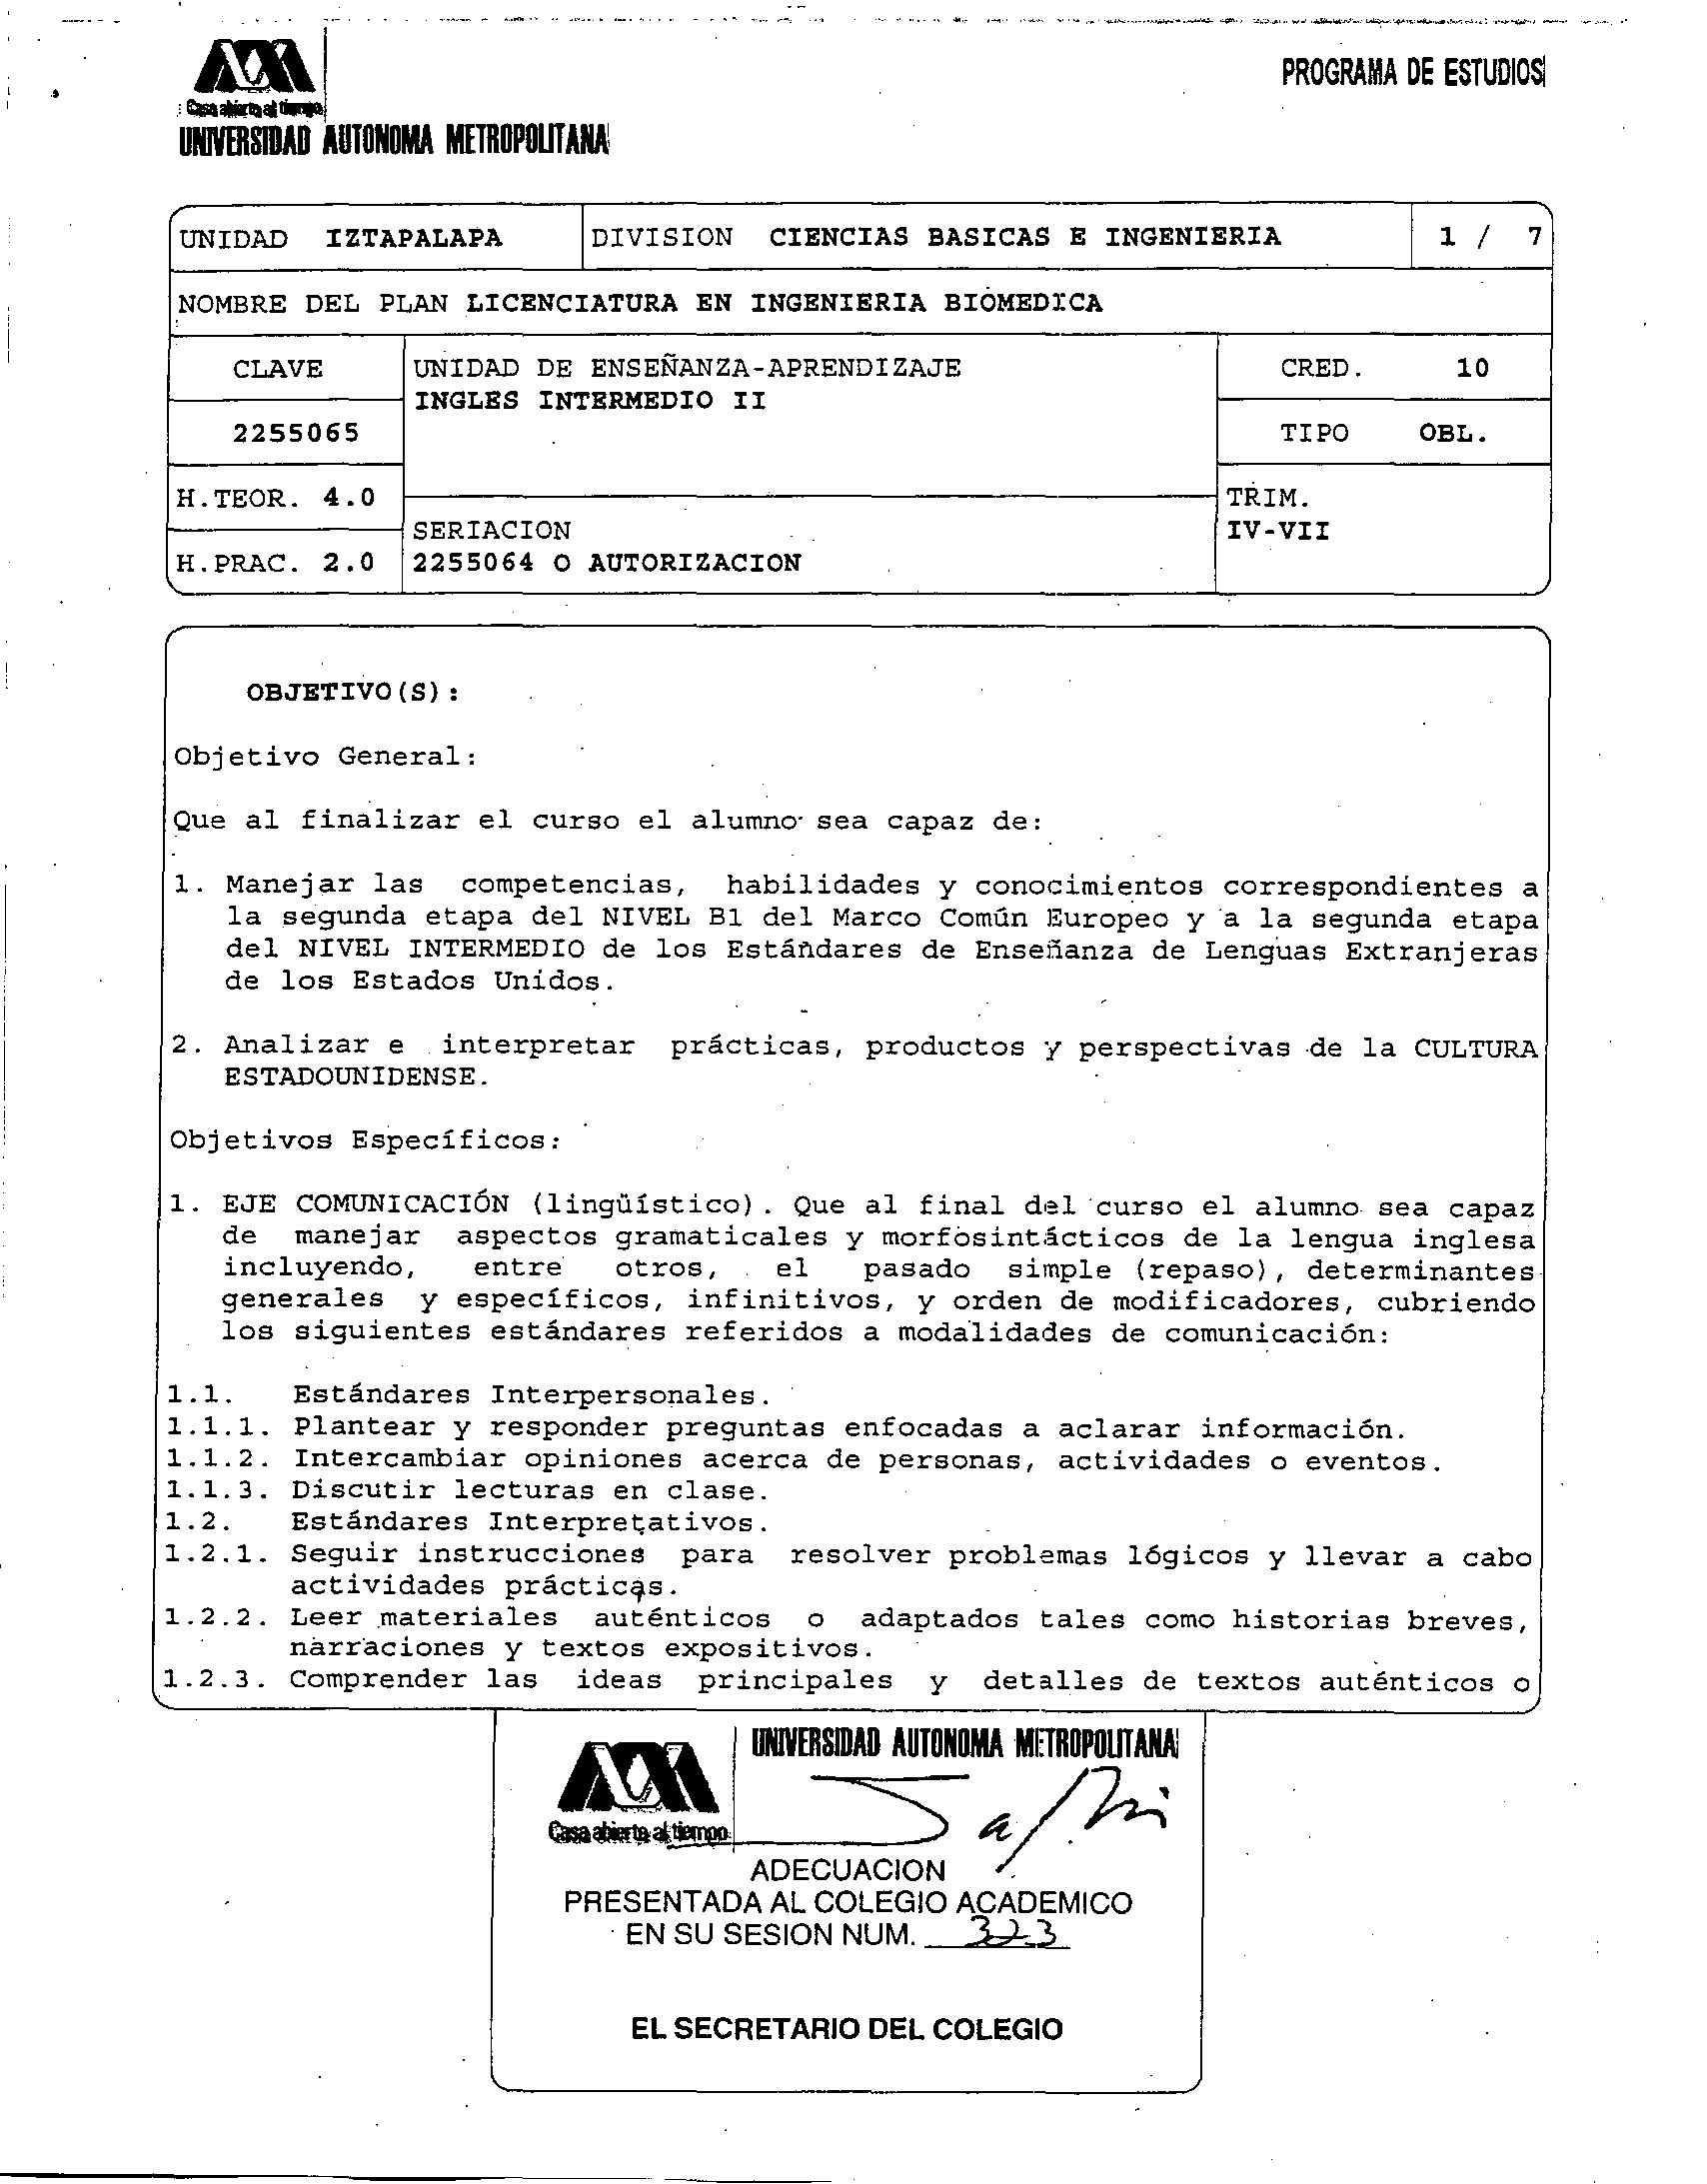 PROGRAMA DE ESTUDIOS
Casa abierta al tiempo
UNIVERSIDAD AUTONOMA METROPOLITANA
UNIDAD IZTAPALAPA
DIVISION CIENCIAS BASICAS E INGENIERIA
1 / 7
NOMBRE DEL PLAN LICENCIATURA EN INGENIERIA BIOMEDICA
CLAVE
2255065
UNIDAD DE ENSEÑANZA-APRENDIZAJE
INGLES INTERMEDIO II
CRED. 10
TIPO OBL.
H.TEOR. 4.0
H.PRAC. 2.0
SERIACION
2255064 O AUTORIZACION
TRIM.
IV-VII
OBJETIVO(S):
Objetivo General:
Que al finalizar el curso el alumno sea capaz de:
1. Manejar las competencias, habilidades y conocimientos correspondientes a
la segunda etapa del NIVEL B1 del Marco Común Europeo y a la segunda etapa
del NIVEL INTERMEDIO de los Estándares de Enseñanza de Lenguas Extranjeras
de los Estados Unidos.
2. Analizar e interpretar prácticas, productos y perspectivas de la CULTURA
ESTADOUNIDENSE.
Objetivos Específicos:
1. EJE COMUNICACIÓN (lingüístico). Que al final del curso el alumno sea capaz
de manejar aspectos gramaticales y morfosintácticos de la lengua inglesa
incluyendo, entre otros, el pasado simple (repaso), determinantes
generales y específicos, infinitivos, y orden de modificadores, cubriendo
los siguientes estándares referidos a modalidades de comunicación:
1.1. Estándares Interpersonales.
1.1.1. Plantear y responder preguntas enfocadas a aclarar información.
1.1.2. Intercambiar opiniones acerca de personas, actividades o eventos.
1.1.3. Discutir lecturas en clase.
1.2. Estándares Interpretativos.
1.2.1. Seguir instrucciones para resolver problemas lógicos y llevar a cabo
actividades prácticas.
1.2.2. Leer materiales auténticos o adaptados tales como historias breves,
narraciones y textos expositivos.
1.2.3. Comprender las ideas principales y detalles de textos auténticos o
UNIVERSIDAD AUTONOMA METROPOLITANA
Casa abierta al tiempo
ADECUACION
PRESENTADA AL COLEGIO ACADEMICO
EN SU SESION NUM. 323
EL SECRETARIO DEL COLEGIO